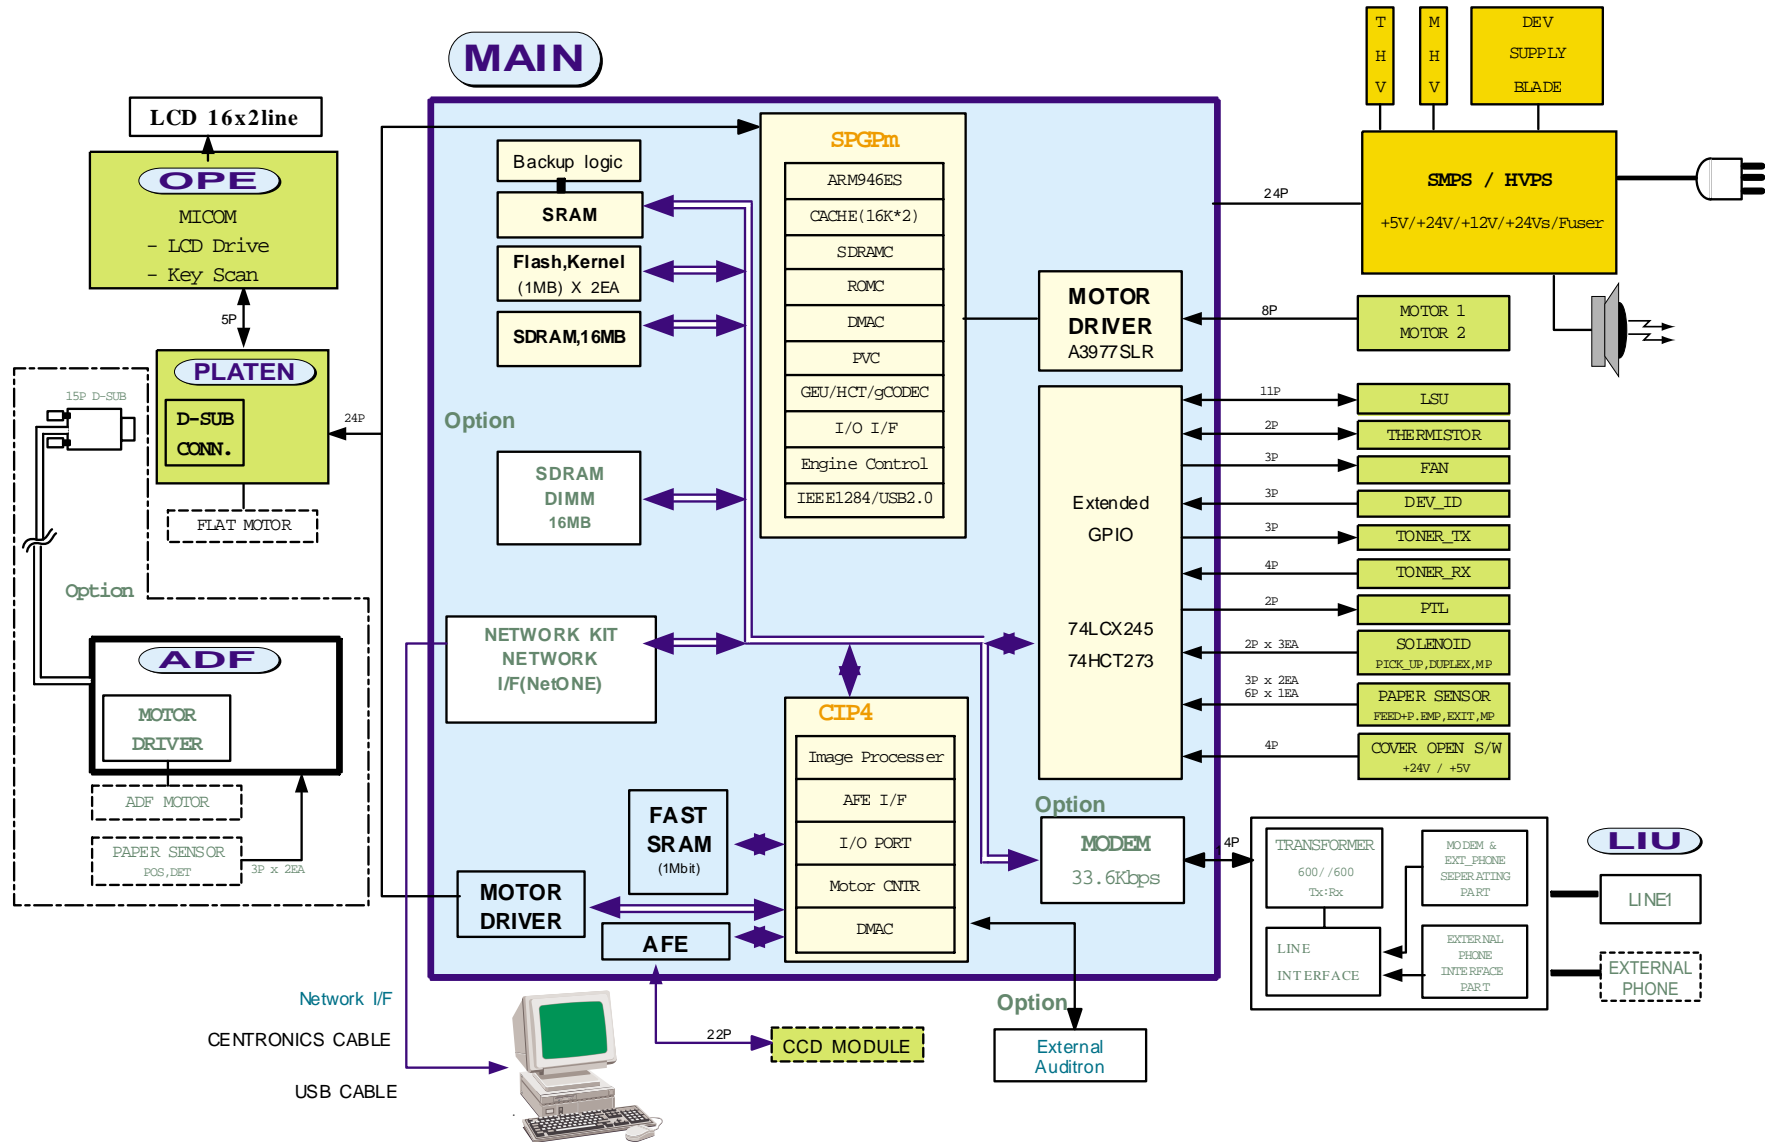 MAIN
T
H
V
M
H
V
DEV
SUPPLY
BLADE
LCD 16x2line
OPE
MICOM
- LCD Drive
- Key Scan
5P
PLATEN
D-SUB
CONN.
24P
FLAT MOTOR
15P D-SUB
Option
ADF
MOTOR
DRIVER
ADF MOTOR
PAPER SENSOR
POS,DET
3P x 2EA
Backup logic
SRAM
Flash,Kernel
(1MB) X 2EA
SDRAM,16MB
Option
SDRAM
DIMM
16MB
NETWORK KIT
NETWORK
I/F(NetONE)
SPGPm
ARM946ES
CACHE(16K*2)
SDRAMC
ROMC
DMAC
PVC
GEU/HCT/gCODEC
I/O I/F
Engine Control
IEEE1284/USB2.0
MOTOR
DRIVER
A3977SLR
Extended
GPIO
74LCX245
74HCT273
CIP4
Image Processer
AFE I/F
I/O PORT
Motor CNTR
DMAC
FAST
SRAM
(1Mbit)
MOTOR
DRIVER
AFE
Option
MODEM
33.6Kbps
24P
SMPS / HVPS
+5V/+24V/+12V/+24Vs/Fuser
8P
MOTOR 1
MOTOR 2
11P
LSU
2P
THERMISTOR
3P
FAN
3P
DEV_ID
3P
TONER_TX
4P
TONER_RX
2P
PTL
2P x 3EA
SOLENOID
PICK_UP,DUPLEX,MP
3P x 2EA
6P x 1EA
PAPER SENSOR
FEED+P.EMP,EXIT,MP
4P
COVER OPEN S/W
+24V / +5V
4P
TRANSFORMER
600//600
Tx:Rx
MODEM &
EXT_PHONE
SEPERATING
PART
LINE
INTERFACE
EXTERNAL
PHONE
INTERFACE
PART
LIU
LINE1
EXTERNAL
PHONE
Network I/F
CENTRONICS CABLE
USB CABLE
22P
CCD MODULE
Option
External
Auditron